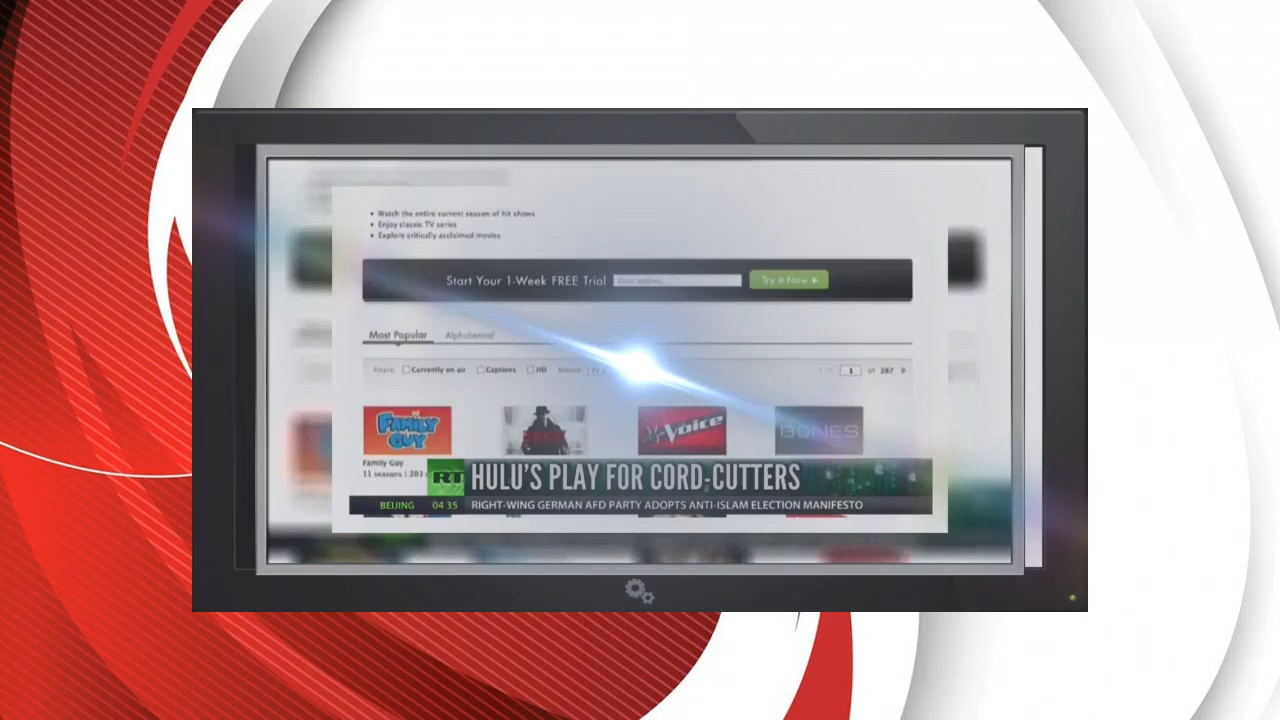 Watch the entire current season of hit shows
Enjoy classic TV series
Explore critically acclaimed movies
Start Your 1-Week FREE Trial
Try It Now
Most Popular Alphabetical
Currently on air Captions HD
1 of 287
FAMILY GUY
the Voice
BONES
Family Guy
11 seasons | 203
RT HULU'S PLAY FOR CORD-CUTTERS
BEIJING 04 35 RIGHT-WING GERMAN AFD PARTY ADOPTS ANTI-ISLAM ELECTION MANIFESTO